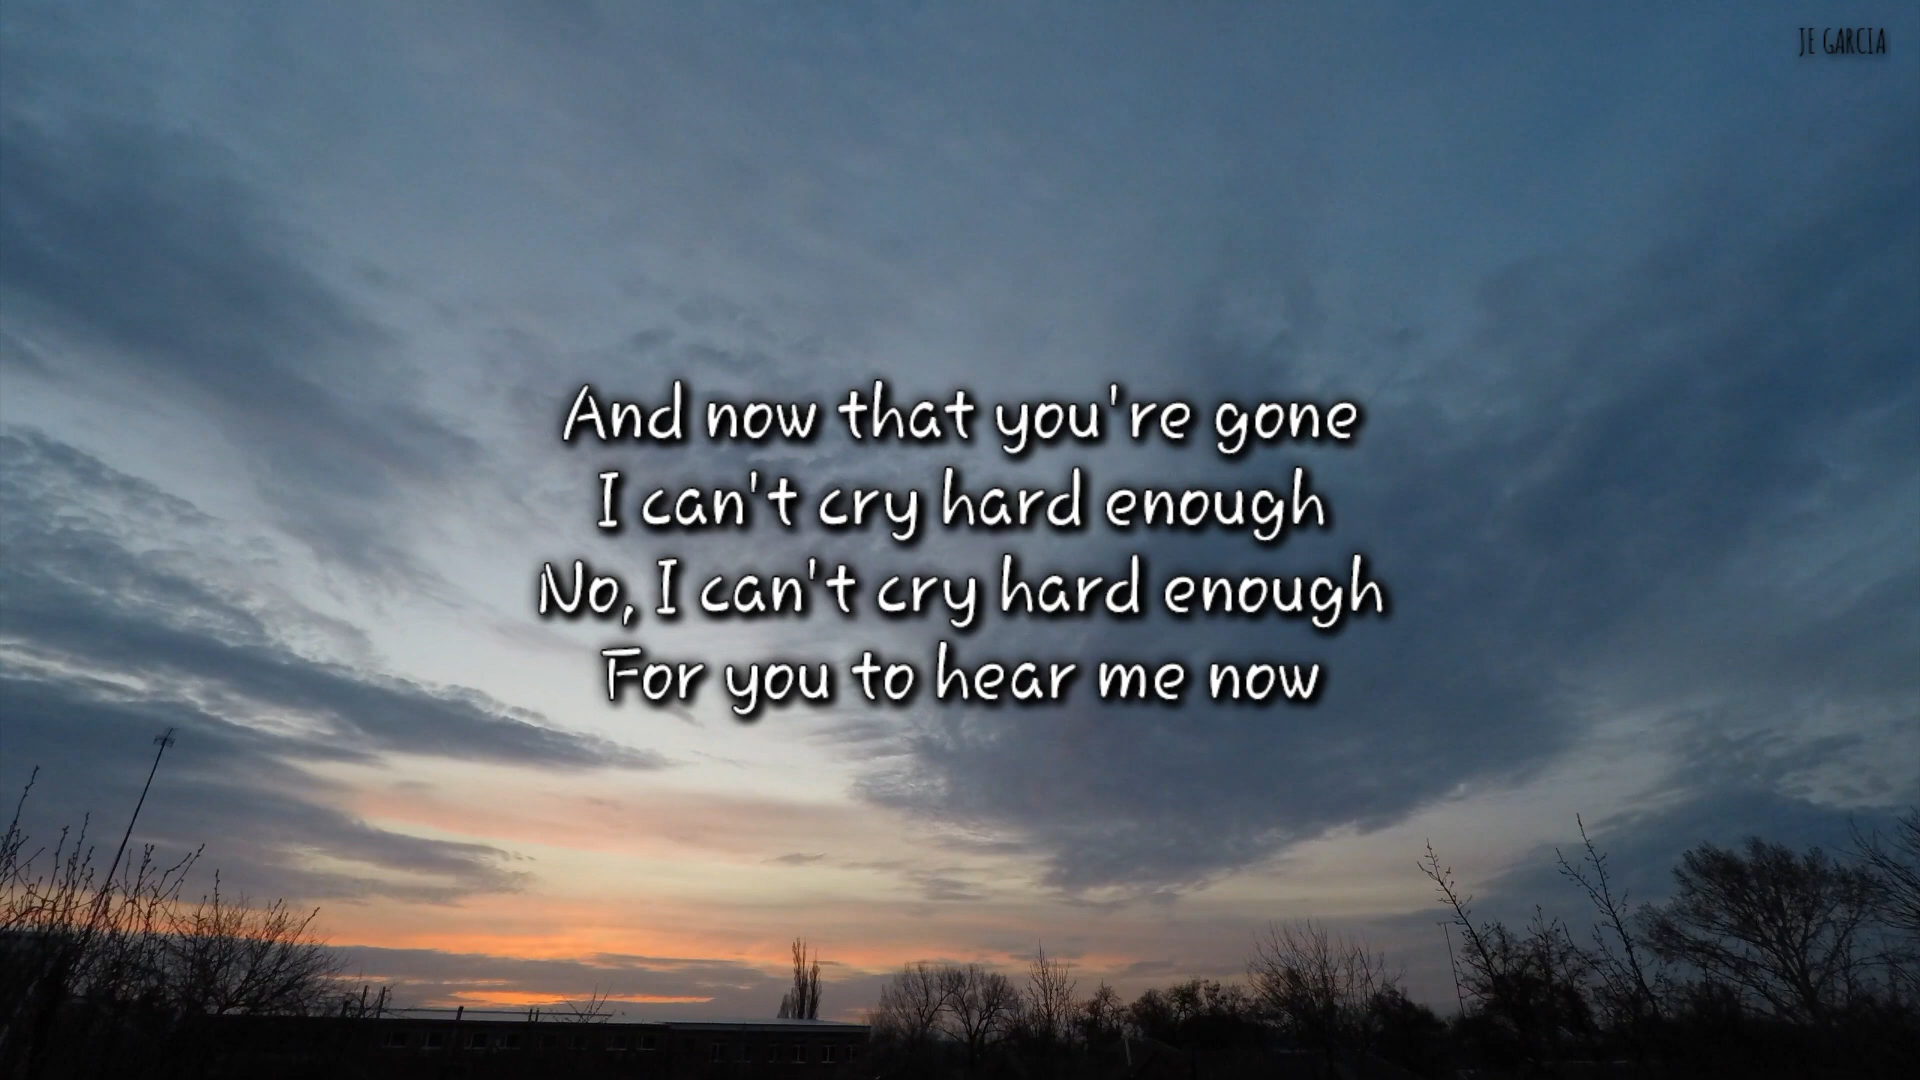 JE GARCIA
And now that you're gone
I can't cry hard enough
No, I can't cry hard enough
For you to hear me now